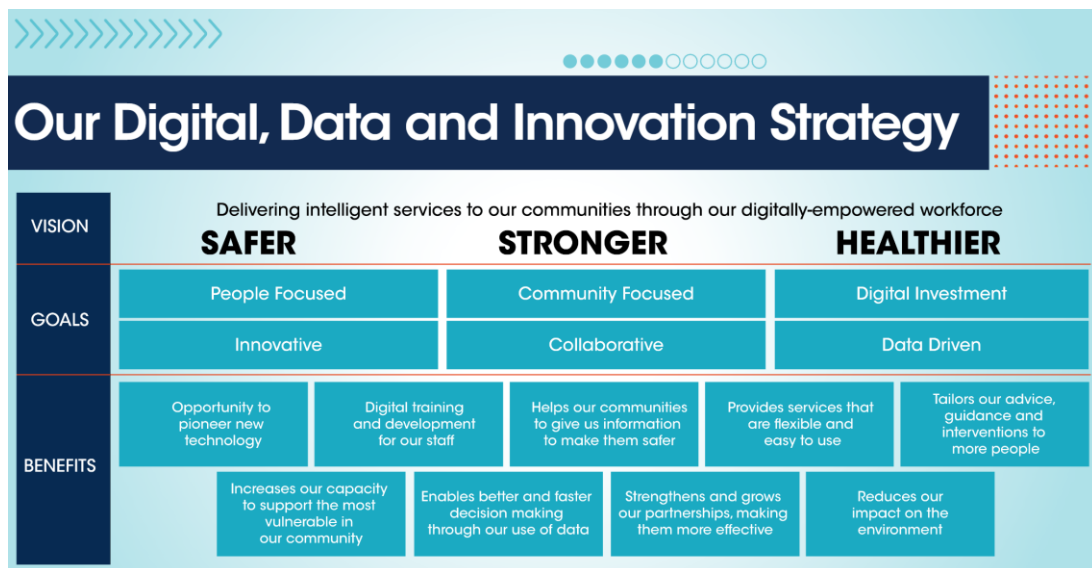 Our Digital, Data and Innovation Strategy
VISION
Delivering intelligent services to our communities through our digitally-empowered workforce
SAFER
STRONGER
HEALTHIER
GOALS
People Focused
Community Focused
Digital Investment
Innovative
Collaborative
Data Driven
BENEFITS
Opportunity to
pioneer new
technology
Digital training
and development
for our staff
Helps our communities
to give us information
to make them safer
Provides services that
are flexible and
easy to use
Tailors our advice,
guidance and
interventions to
more people
Increases our capacity
to support the most
vulnerable in
our community
Enables better and faster
decision making
through our use of data
Strengthens and grows
our partnerships, making
them more effective
Reduces our
impact on the
environment